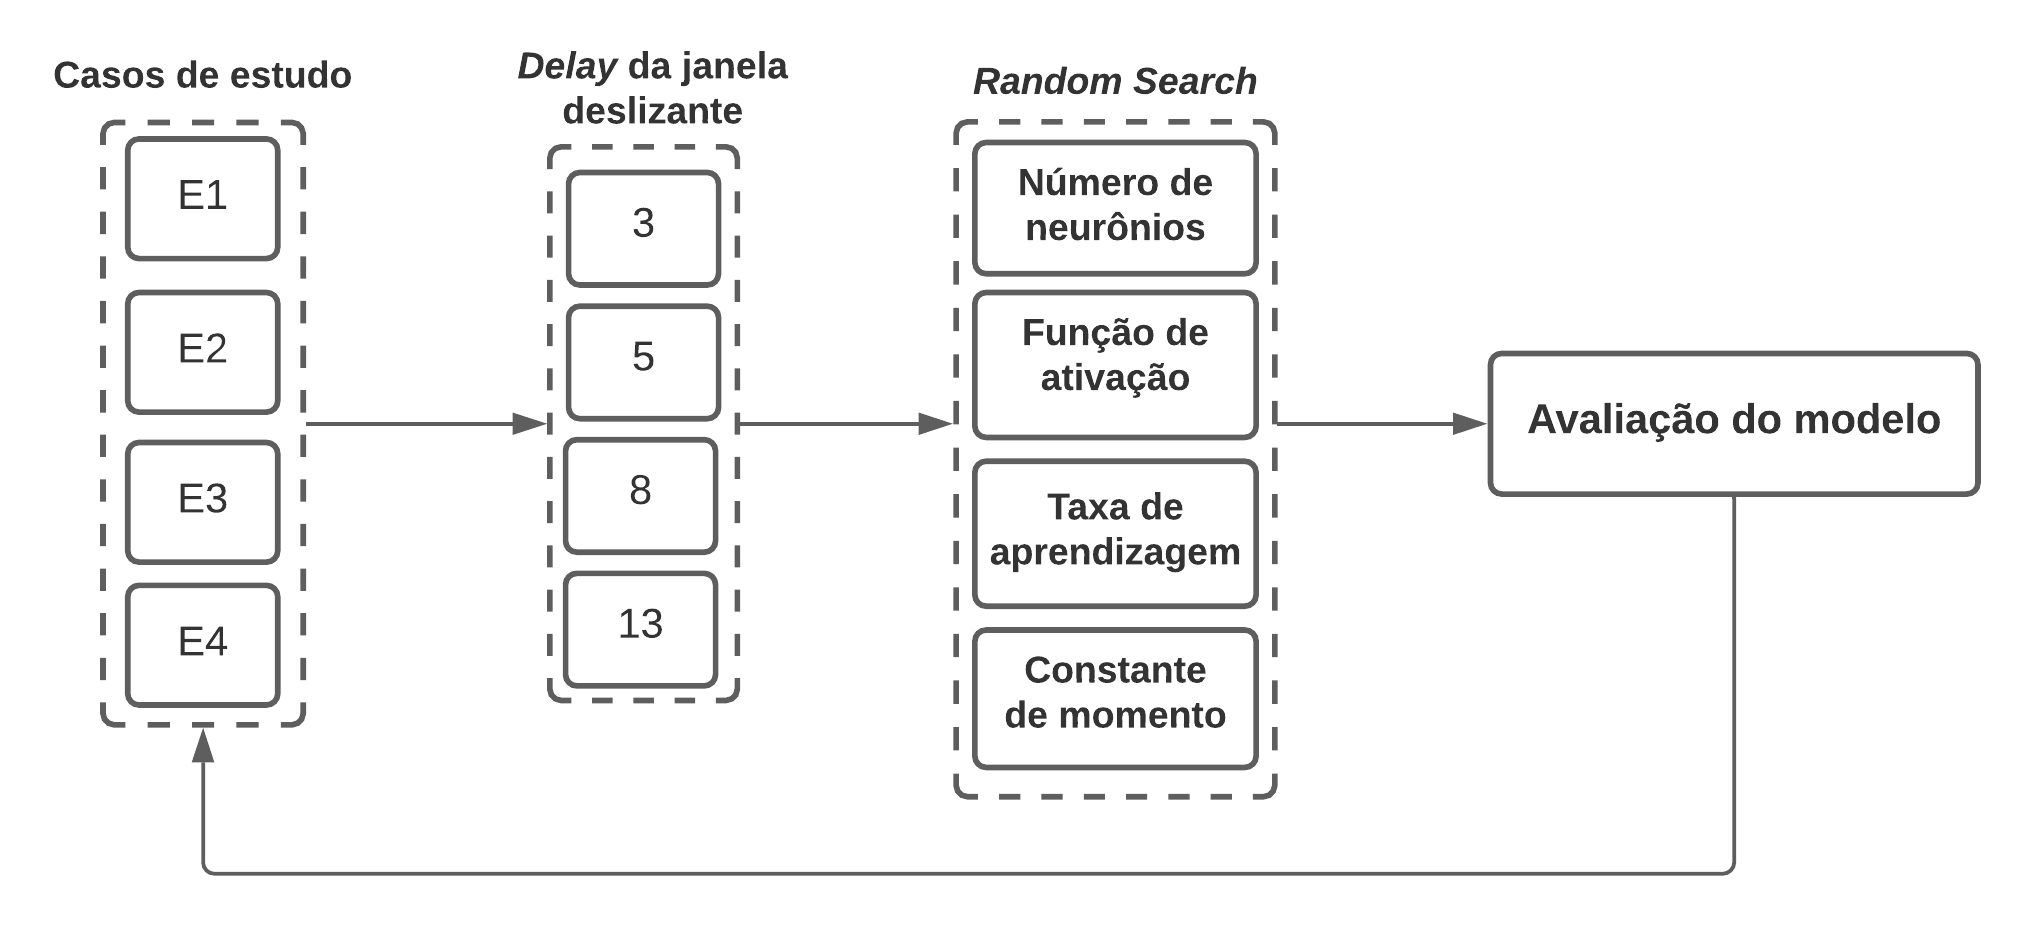 Casos de estudo
E1
E2
E3
E4
Delay da janela
deslizante
3
5
8
13
Random Search
Número de
neurônios
Função de
ativação
Taxa de
aprendizagem
Constante
de momento
Avaliação do modelo